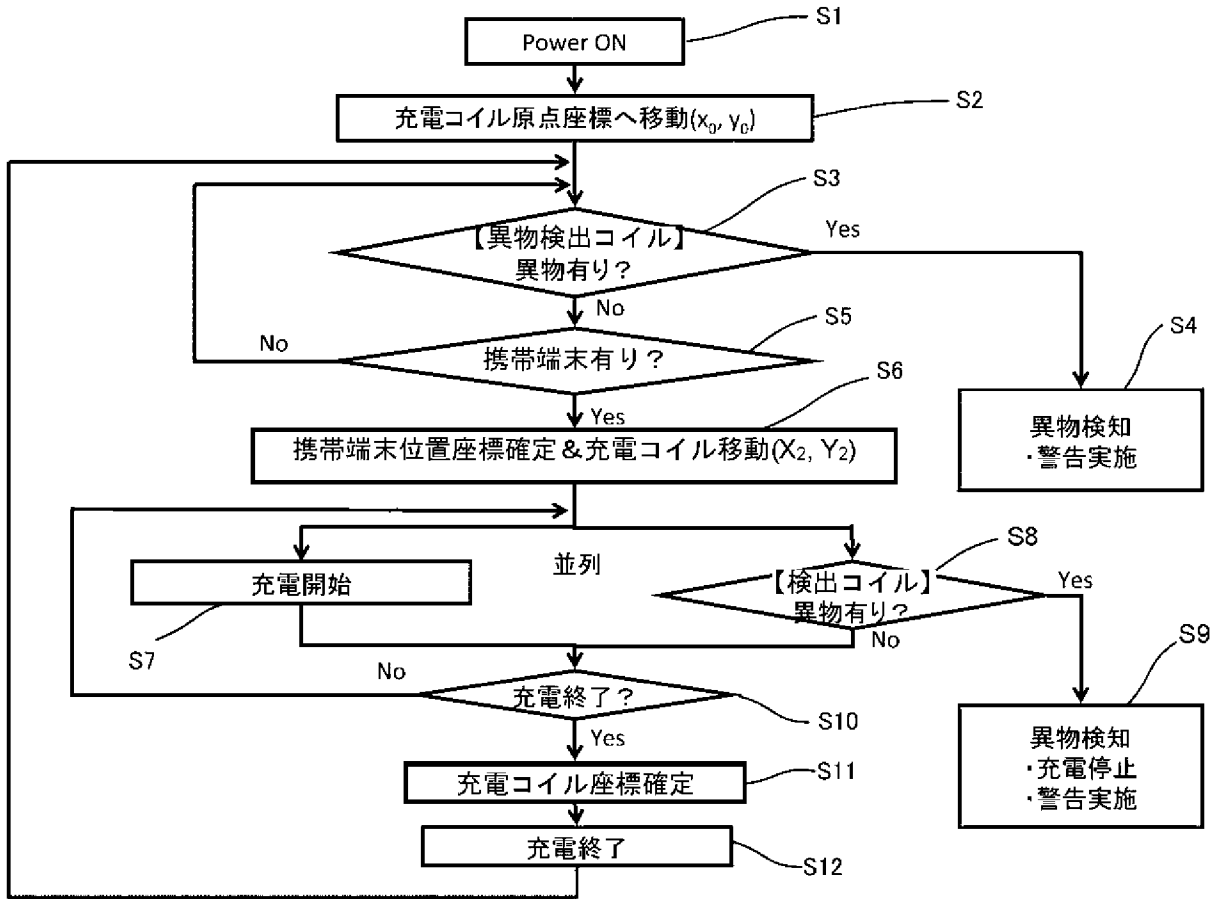 Power ON
S1
充電コイル原点座標へ移動(x₀, y₀)
S2
S3
【異物検出コイル】
異物有り？
Yes
No
S5
携帯端末有り？
No
S4
異物検知
・警告実施
S6
Yes
携帯端末位置座標確定＆充電コイル移動(X₂, Y₂)
並列
充電開始
S7
S8
【検出コイル】
異物有り？
Yes
No
S9
異物検知
・充電停止
・警告実施
No
充電終了？
S10
Yes
充電コイル座標確定
S11
充電終了
S12